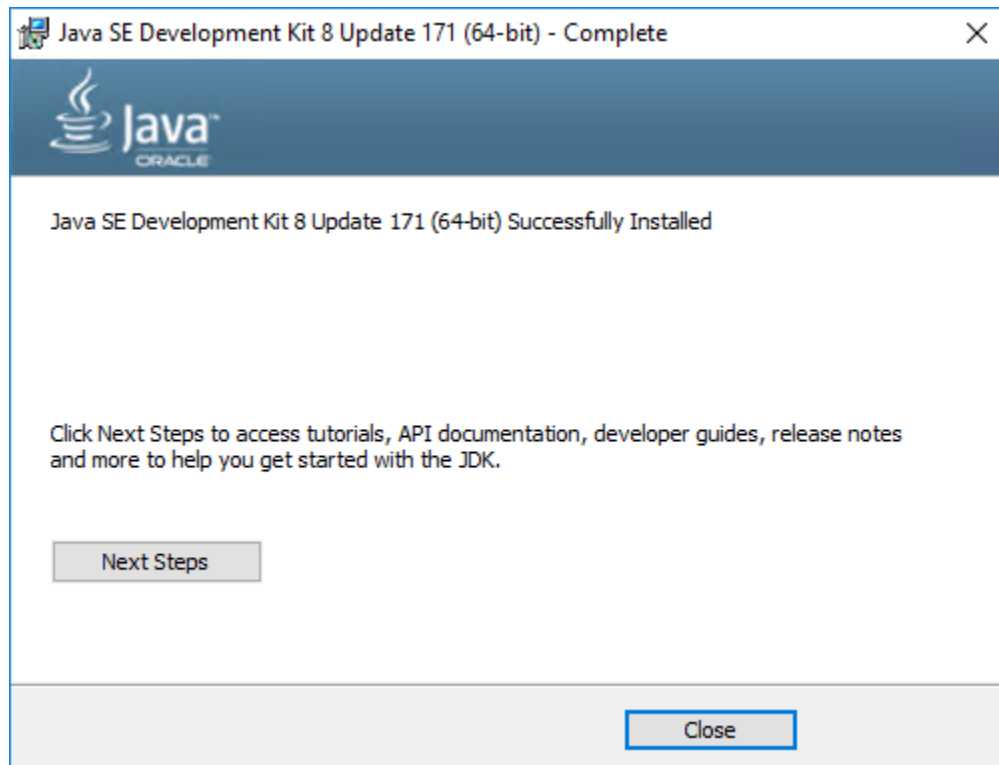 Java SE Development Kit 8 Update 171 (64-bit) - Complete
Java™
ORACLE
Java SE Development Kit 8 Update 171 (64-bit) Successfully Installed
Click Next Steps to access tutorials, API documentation, developer guides, release notes
and more to help you get started with the JDK.
Next Steps
Close